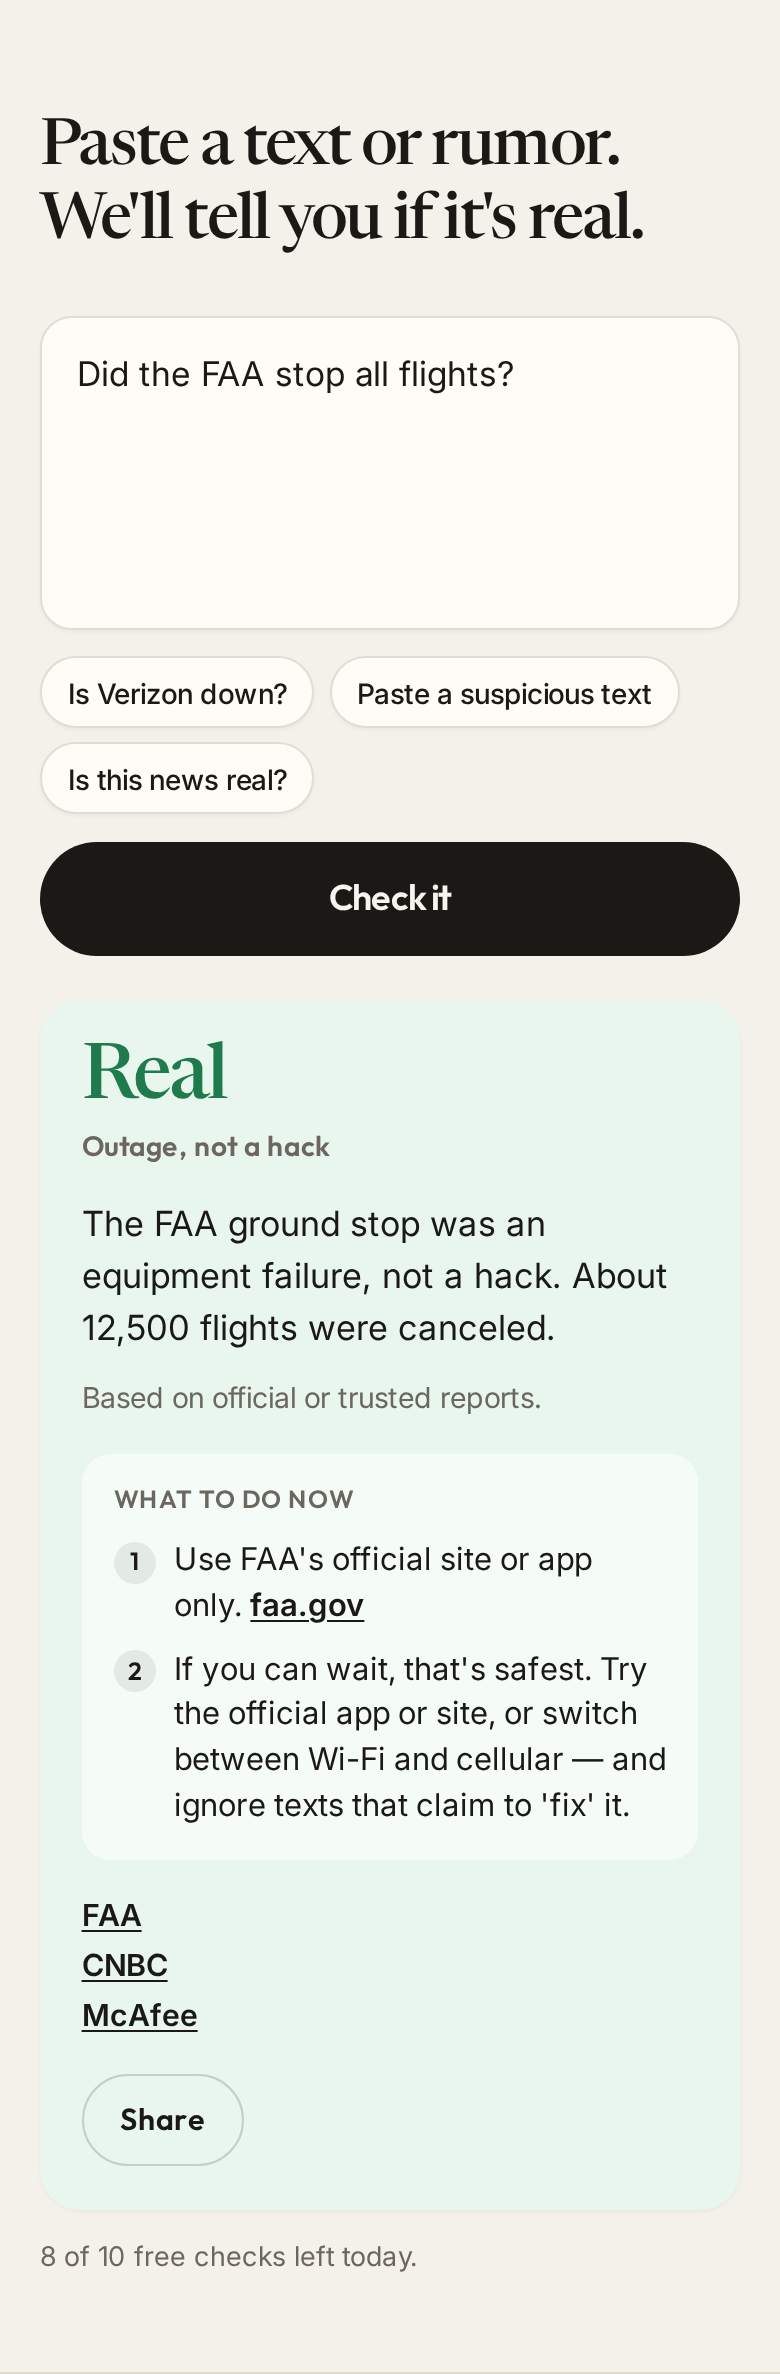 Paste a text or rumor.
We'll tell you if it's real.
Did the FAA stop all flights?
Is Verizon down?
Paste a suspicious text
Is this news real?
Check it
Real
Outage, not a hack
The FAA ground stop was an
equipment failure, not a hack. About
12,500 flights were canceled.
Based on official or trusted reports.
WHAT TO DO NOW
1
Use FAA's official site or app
only. faa.gov
2
If you can wait, that's safest. Try
the official app or site, or switch
between Wi-Fi and cellular — and
ignore texts that claim to 'fix' it.
FAA
CNBC
McAfee
Share
8 of 10 free checks left today.